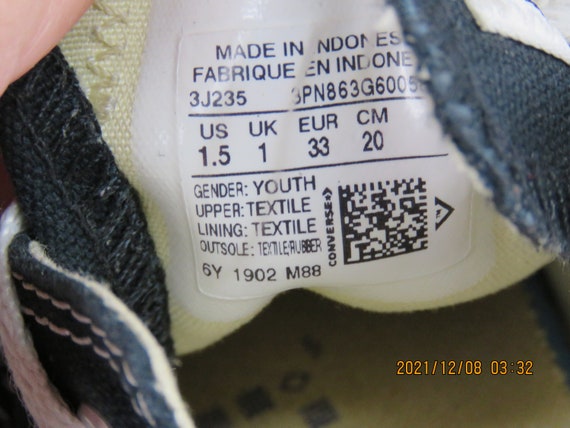 MADE IN INDONES
FABRIQUE EN INDONE
3J235 3PN863G6005
US UK EUR CM
1.5 1 33 20
GENDER: YOUTH
UPPER: TEXTILE
LINING: TEXTILE
OUTSOLE: TEXTILE/RUBBER
6Y 1902 M88
CONVERSE
2021/12/08 03:32